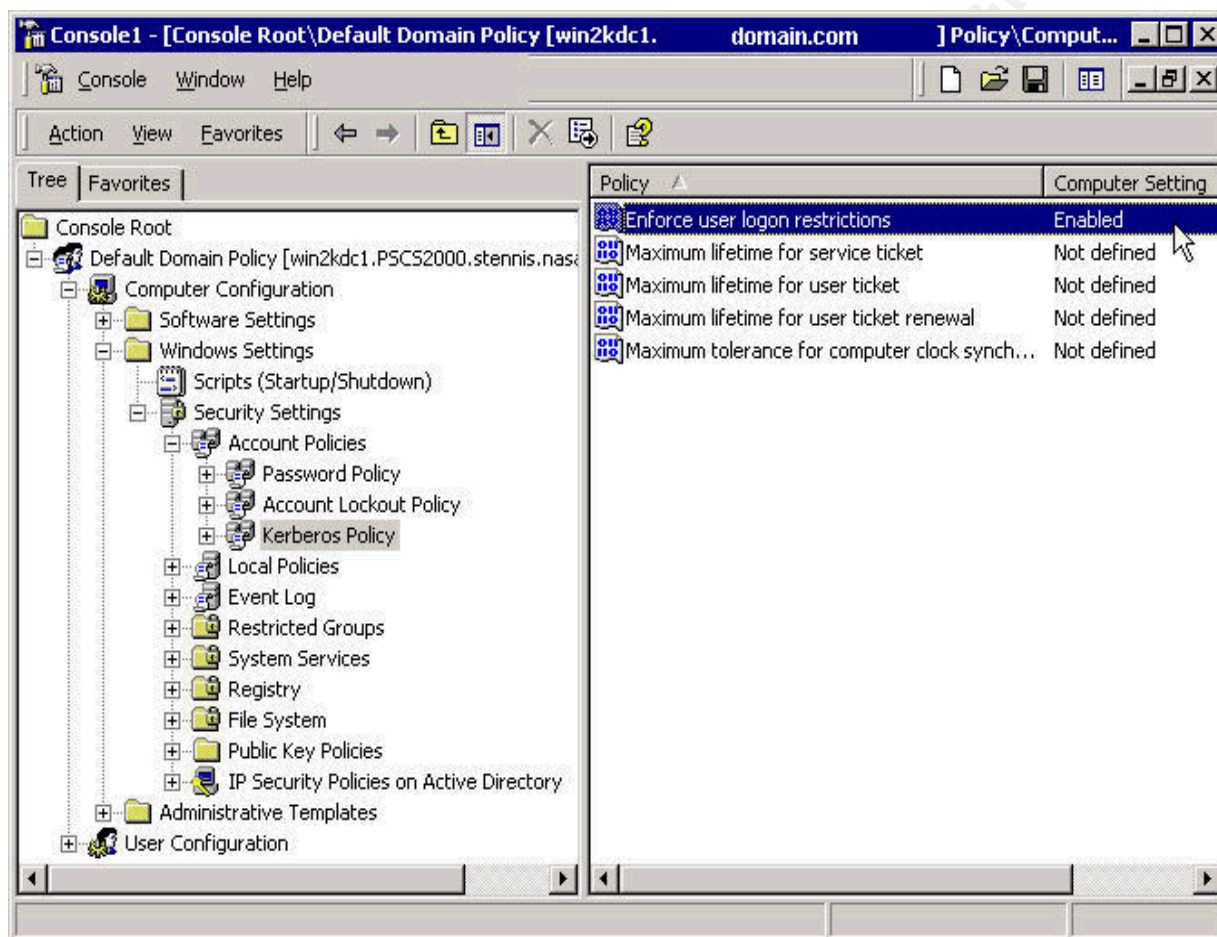 Console1 - [Console Root\Default Domain Policy [win2kdc1. domain.com ] Policy\Comput...
Console Window Help
Action View Favorites
Tree Favorites
Console Root
Default Domain Policy [win2kdc1.PSCS2000.stennis.nasa
Computer Configuration
Software Settings
Windows Settings
Scripts (Startup/Shutdown)
Security Settings
Account Policies
Password Policy
Account Lockout Policy
Kerberos Policy
Local Policies
Event Log
Restricted Groups
System Services
Registry
File System
Public Key Policies
IP Security Policies on Active Directory
Administrative Templates
User Configuration
Policy Computer Setting
Enforce user logon restrictions Enabled
Maximum lifetime for service ticket Not defined
Maximum lifetime for user ticket Not defined
Maximum lifetime for user ticket renewal Not defined
Maximum tolerance for computer clock synch... Not defined